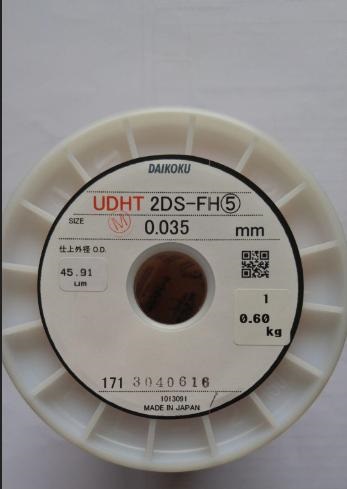 DAIKOKU
UDHT 2DS-FH⑤
SIZE Ⓜ 0.035 mm
仕上外径 O.D.
45.91
μm
1
0.60
kg
171 3040616
1013091
MADE IN JAPAN